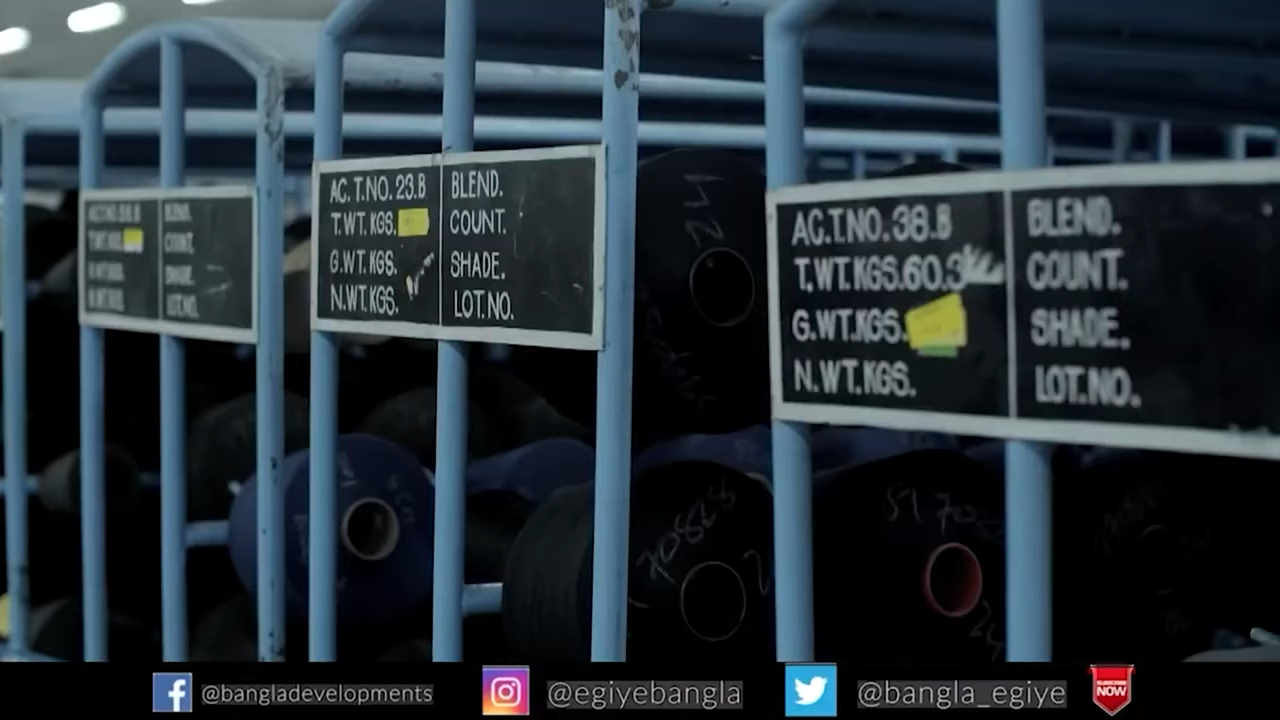 AC.T.NO. 23.B
T.WT.KGS.
G.WT.KGS.
N.WT.KGS.
BLEND.
COUNT.
SHADE.
LOT.NO.
AC.T.NO.38.B
T.WT.KGS.60.3
G.WT.KGS.
N.WT.KGS.
BLEND.
COUNT.
SHADE.
LOT.NO.
BLEND.
COUNT.
SHADE.
LOT.NO.
@bangladevelopments
@egiyebangla
@bangla_egiye
NOW